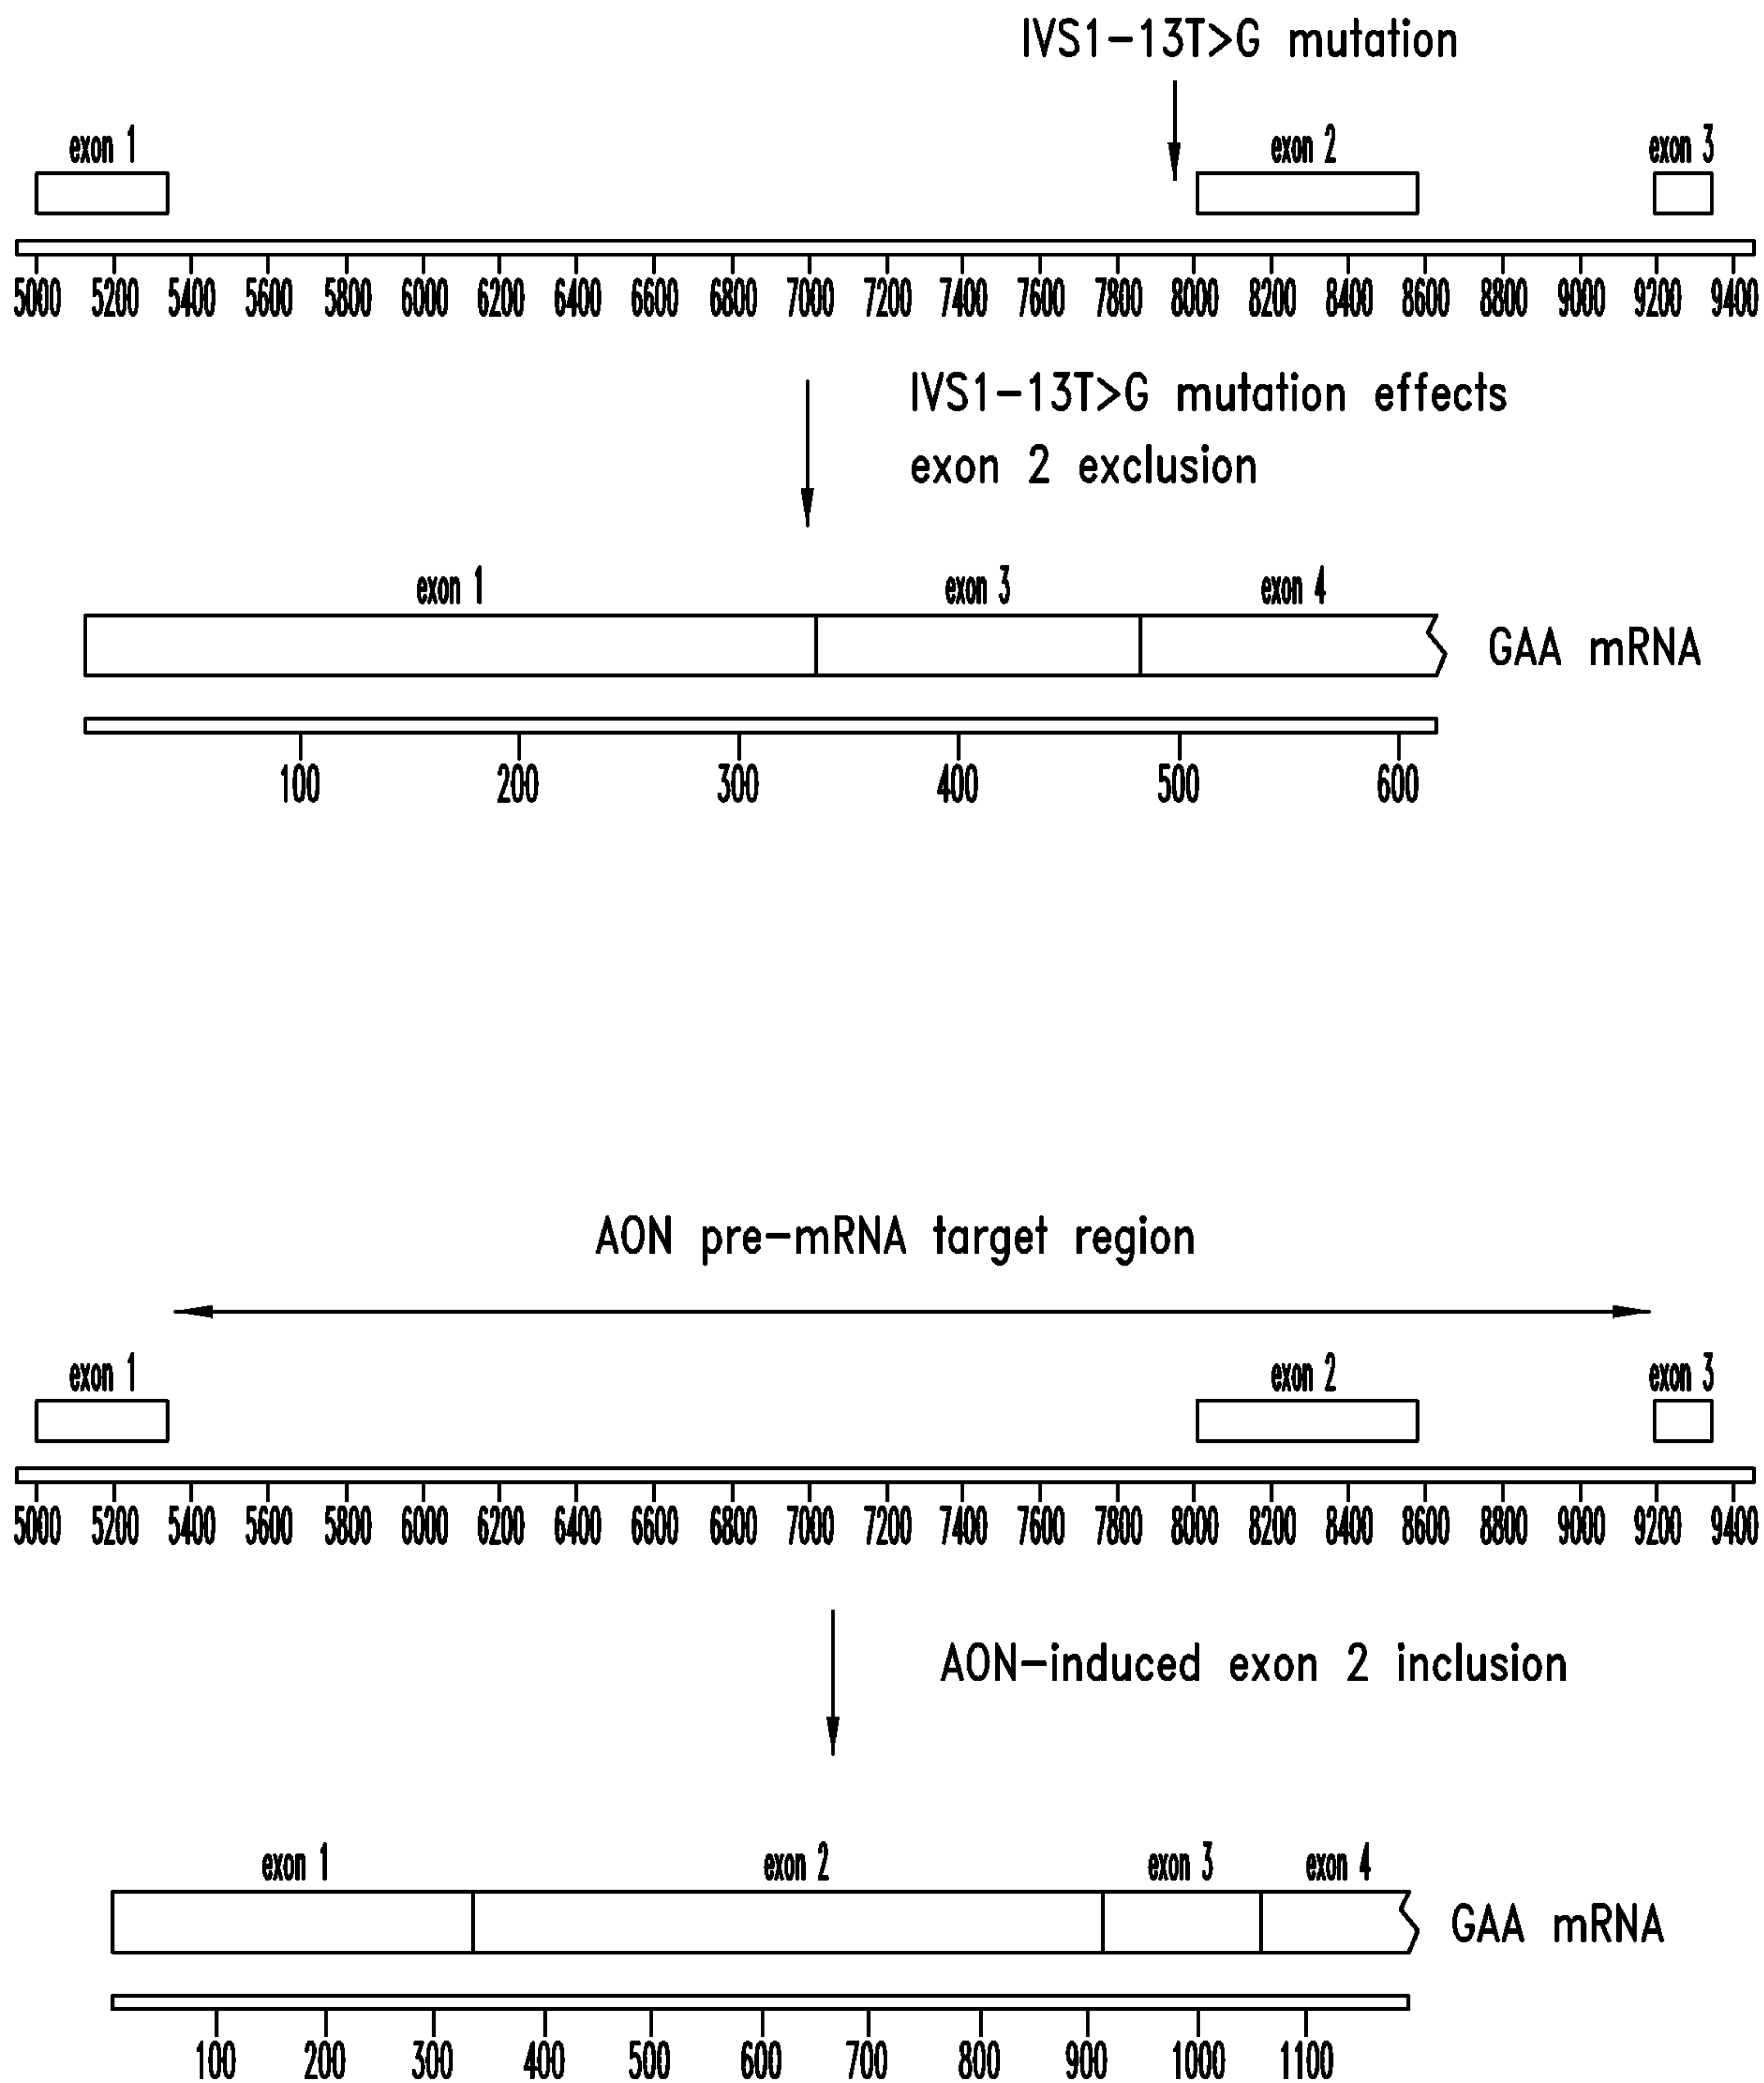 IVS1-13T>G mutation
exon 1 exon 2 exon 3
5000 5200 5400 5600 5800 6000 6200 6400 6600 6800 7000 7200 7400 7600 7800 8000 8200 8400 8600 8800 9000 9200 9400
IVS1-13T>G mutation effects
exon 2 exclusion
exon 1 exon 3 exon 4
GAA mRNA
100 200 300 400 500 600
AON pre-mRNA target region
exon 1 exon 2 exon 3
5000 5200 5400 5600 5800 6000 6200 6400 6600 6800 7000 7200 7400 7600 7800 8000 8200 8400 8600 8800 9000 9200 9400
AON-induced exon 2 inclusion
exon 1 exon 2 exon 3 exon 4
GAA mRNA
100 200 300 400 500 600 700 800 900 1000 1100